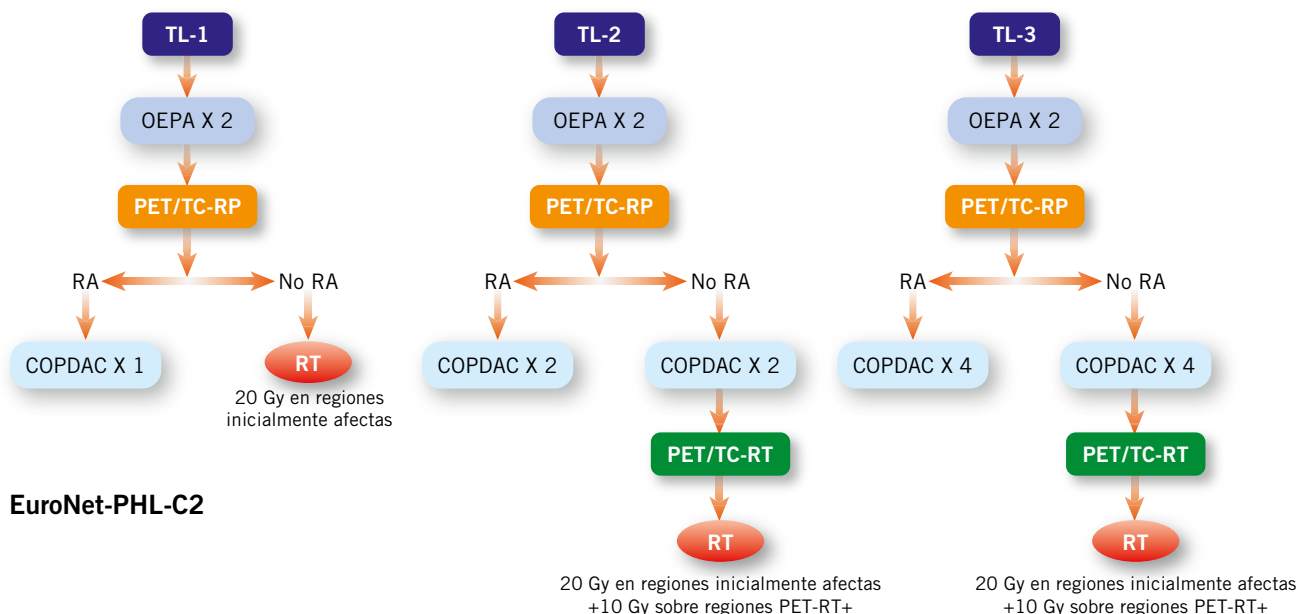 TL-1
OEPA X 2
PET/TC-RP
RA
No RA
COPDAC X 1
RT
20 Gy en regiones
inicialmente afectas
TL-2
OEPA X 2
PET/TC-RP
RA
No RA
COPDAC X 2
COPDAC X 2
PET/TC-RT
RT
20 Gy en regiones inicialmente afectas
+10 Gy sobre regiones PET-RT+
TL-3
OEPA X 2
PET/TC-RP
RA
No RA
COPDAC X 4
COPDAC X 4
PET/TC-RT
RT
20 Gy en regiones inicialmente afectas
+10 Gy sobre regiones PET-RT+
EuroNet-PHL-C2